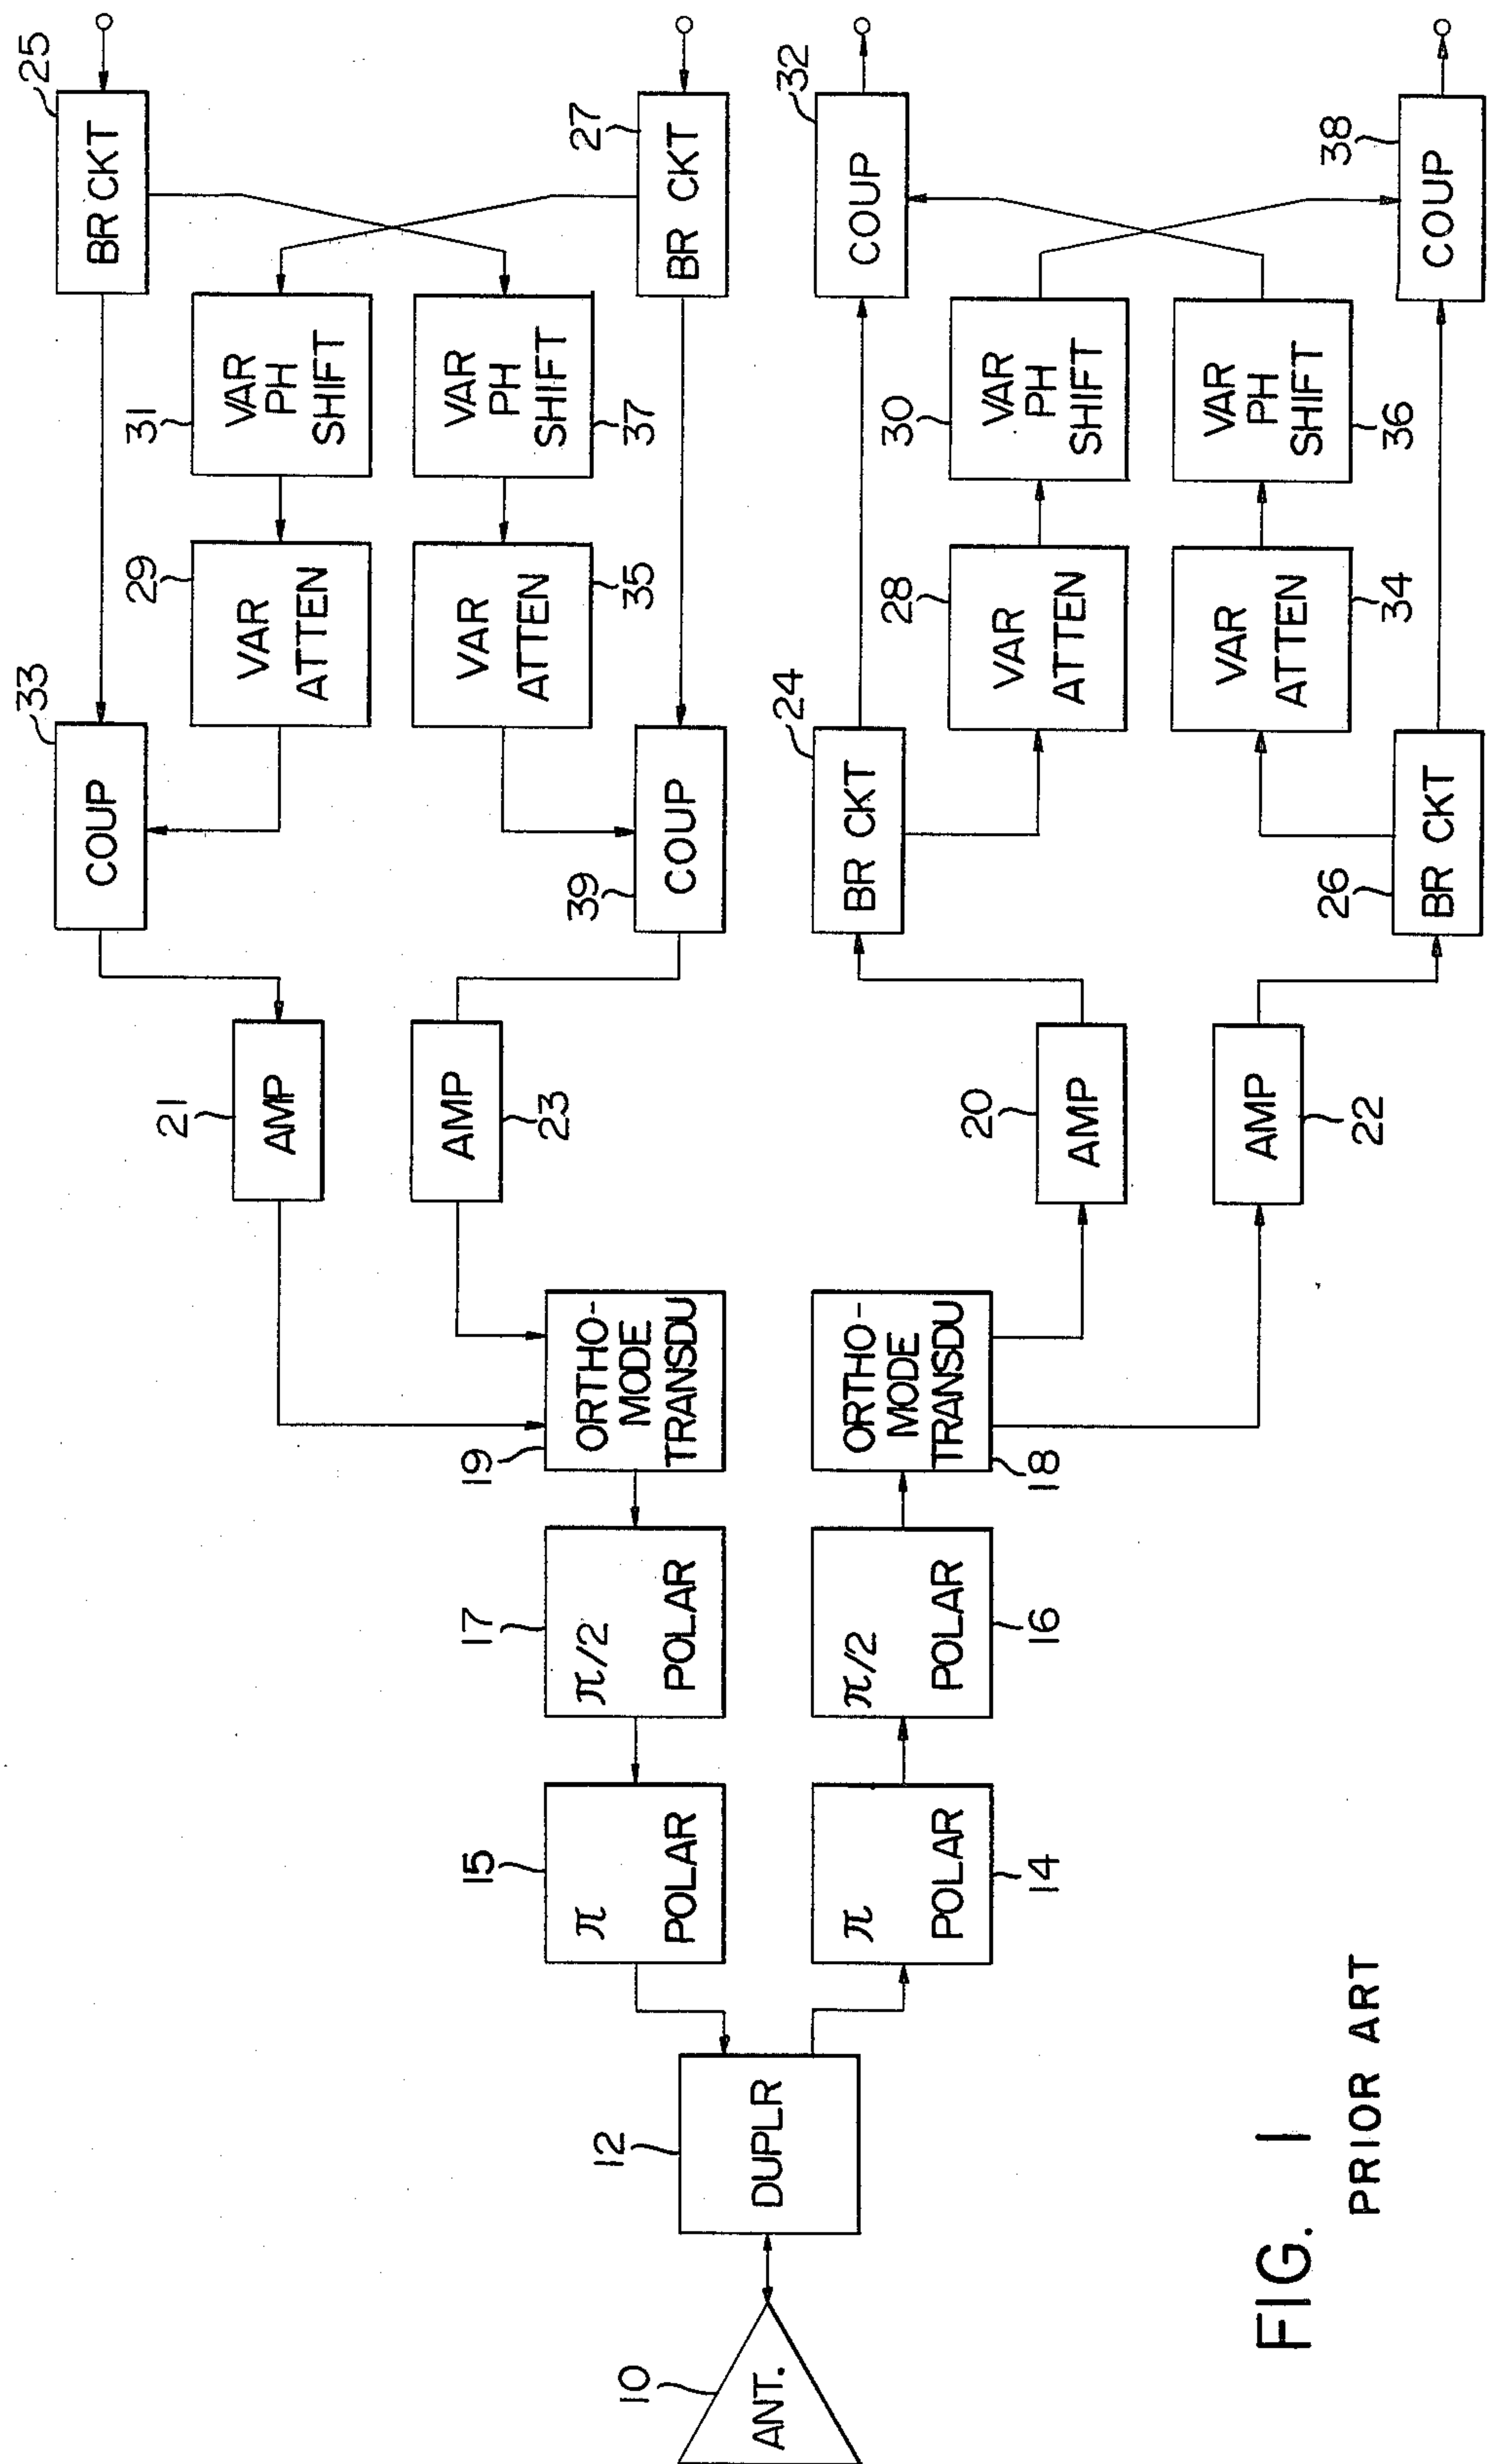 10
ANT.
12
DUPLR
15
π
POLAR
17
π/2
POLAR
19
ORTHO-
MODE
TRANSDU
21
AMP
23
AMP
33
COUP
39
COUP
29
VAR
ATTEN
35
VAR
ATTEN
31
VAR
PH
SHIFT
37
VAR
PH
SHIFT
25
BR CKT
27
BR CKT
14
π
POLAR
16
π/2
POLAR
18
ORTHO-
MODE
TRANSDU
20
AMP
22
AMP
24
BR CKT
26
BR CKT
28
VAR
ATTEN
34
VAR
ATTEN
30
VAR
PH
SHIFT
36
VAR
PH
SHIFT
32
COUP
38
COUP
FIG. 1
PRIOR ART